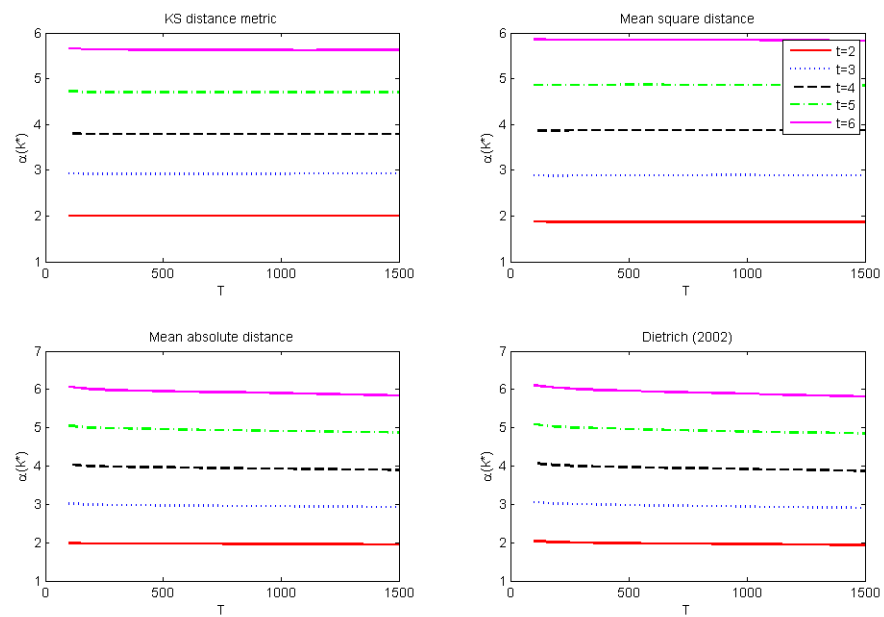 KS distance metric
6
5
4
3
2
1
0
500
1000
1500
α(k*)
T
Mean square distance
6
5
4
3
2
1
0
500
1000
1500
α(k*)
T
t=2
t=3
t=4
t=5
t=6
Mean absolute distance
7
6
5
4
3
2
1
0
500
1000
1500
α(k*)
T
Dietrich (2002)
7
6
5
4
3
2
1
0
500
1000
1500
α(k*)
T